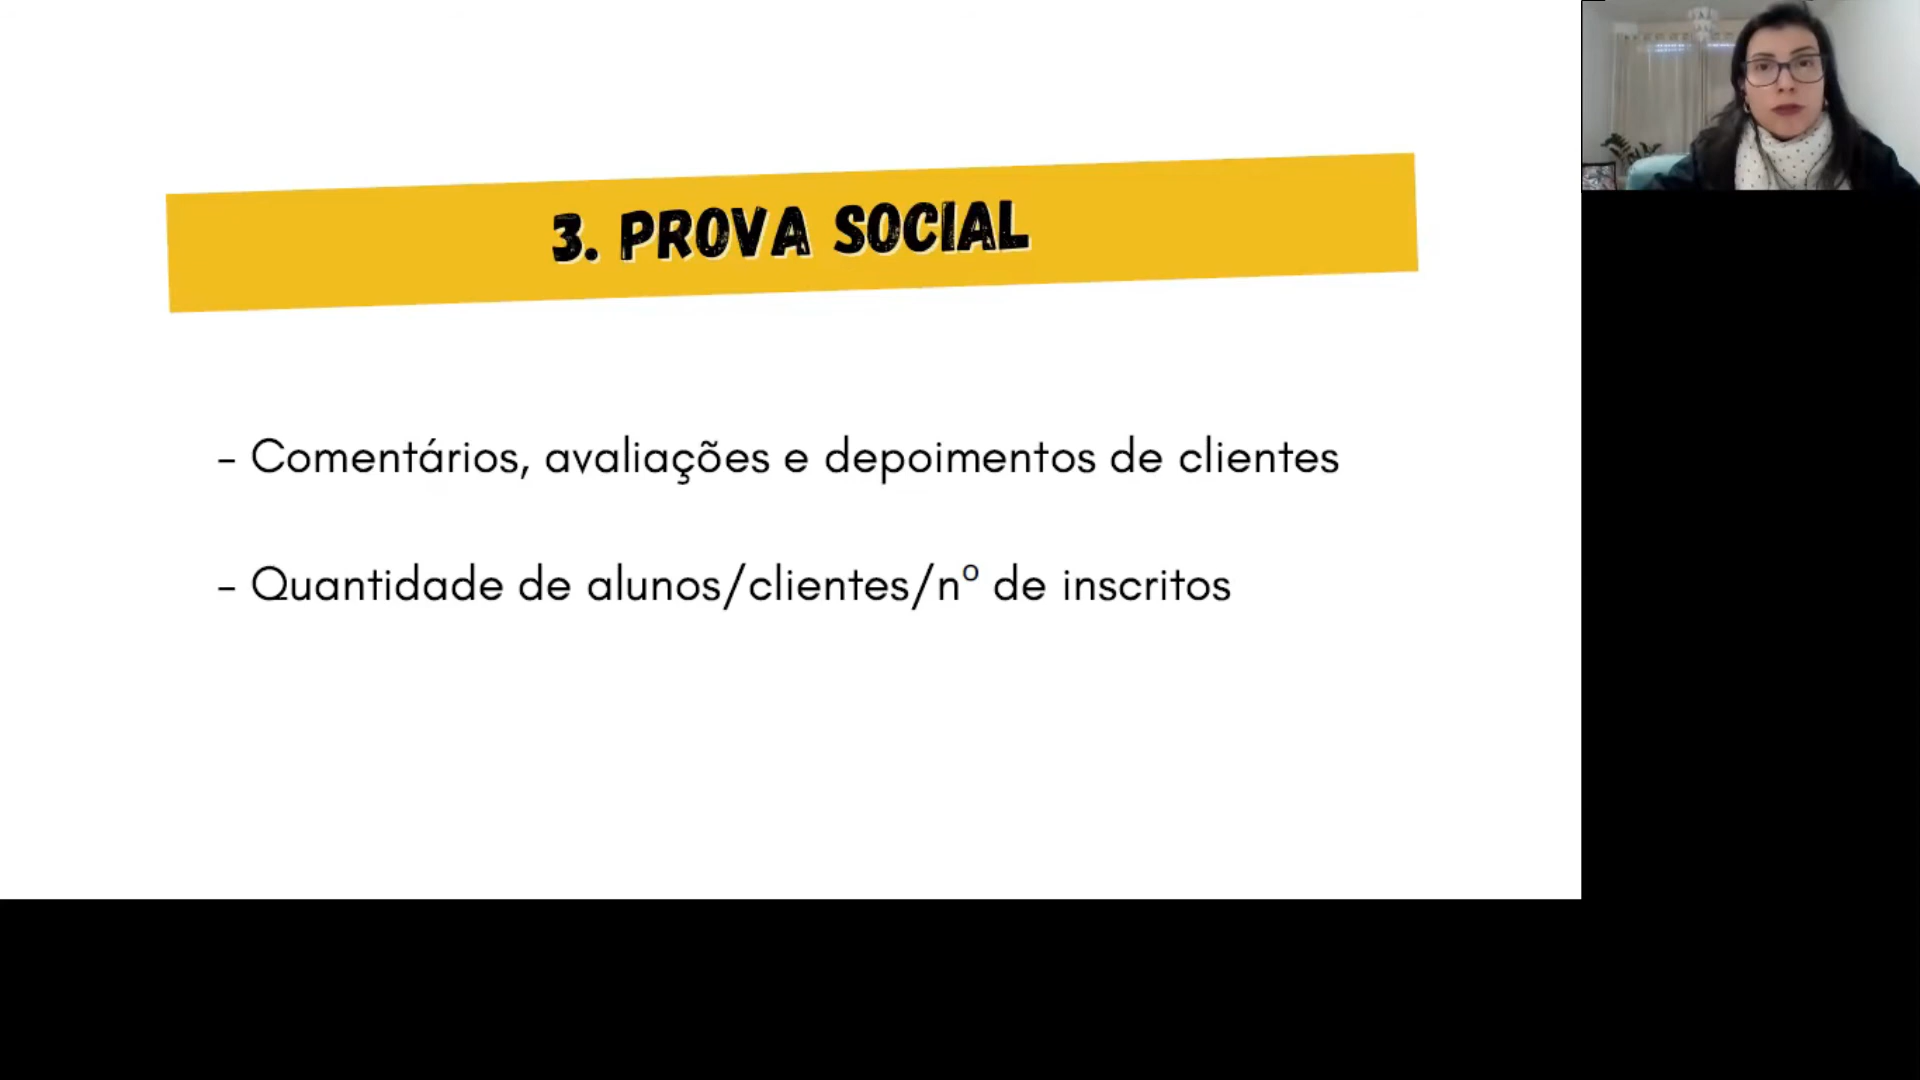 3. PROVA SOCIAL
- Comentários, avaliações e depoimentos de clientes
- Quantidade de alunos/clientes/nº de inscritos